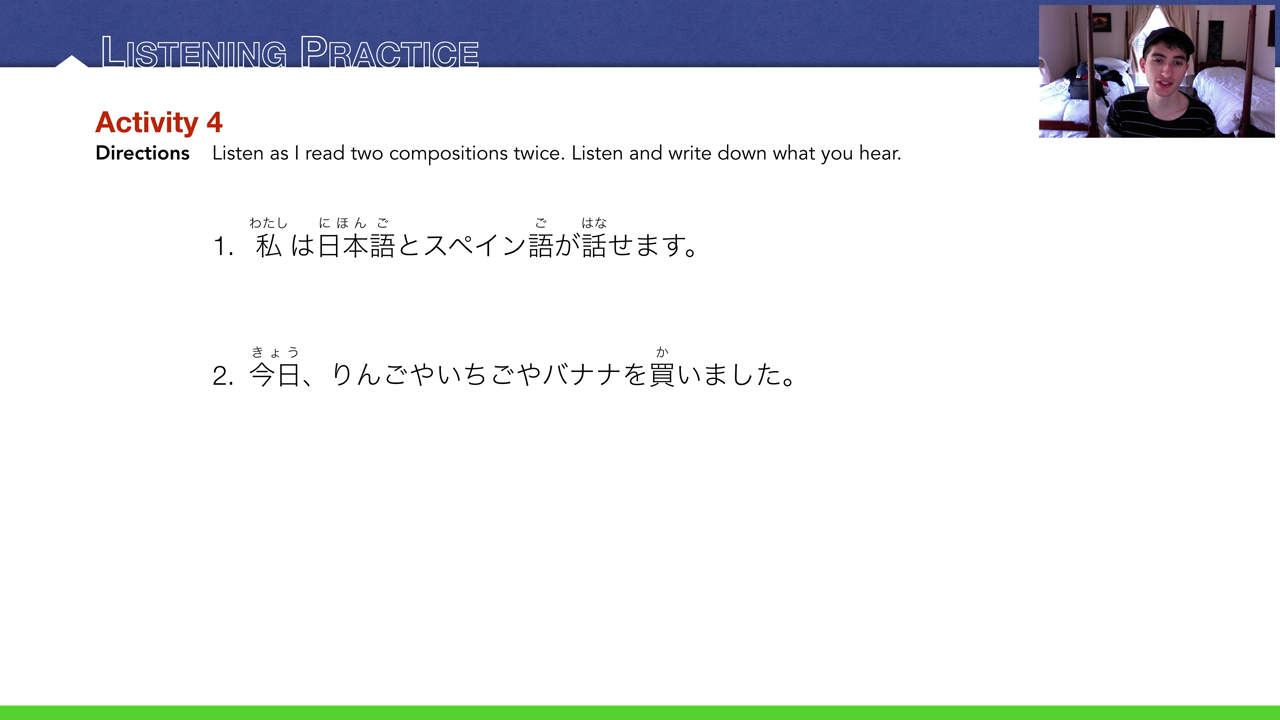 LISTENING PRACTICE
Activity 4
Directions Listen as I read two compositions twice. Listen and write down what you hear.
わたし にほんご ご はな
1. 私は日本語とスペイン語が話せます。
きょう か
2. 今日、りんごやいちごやバナナを買いました。